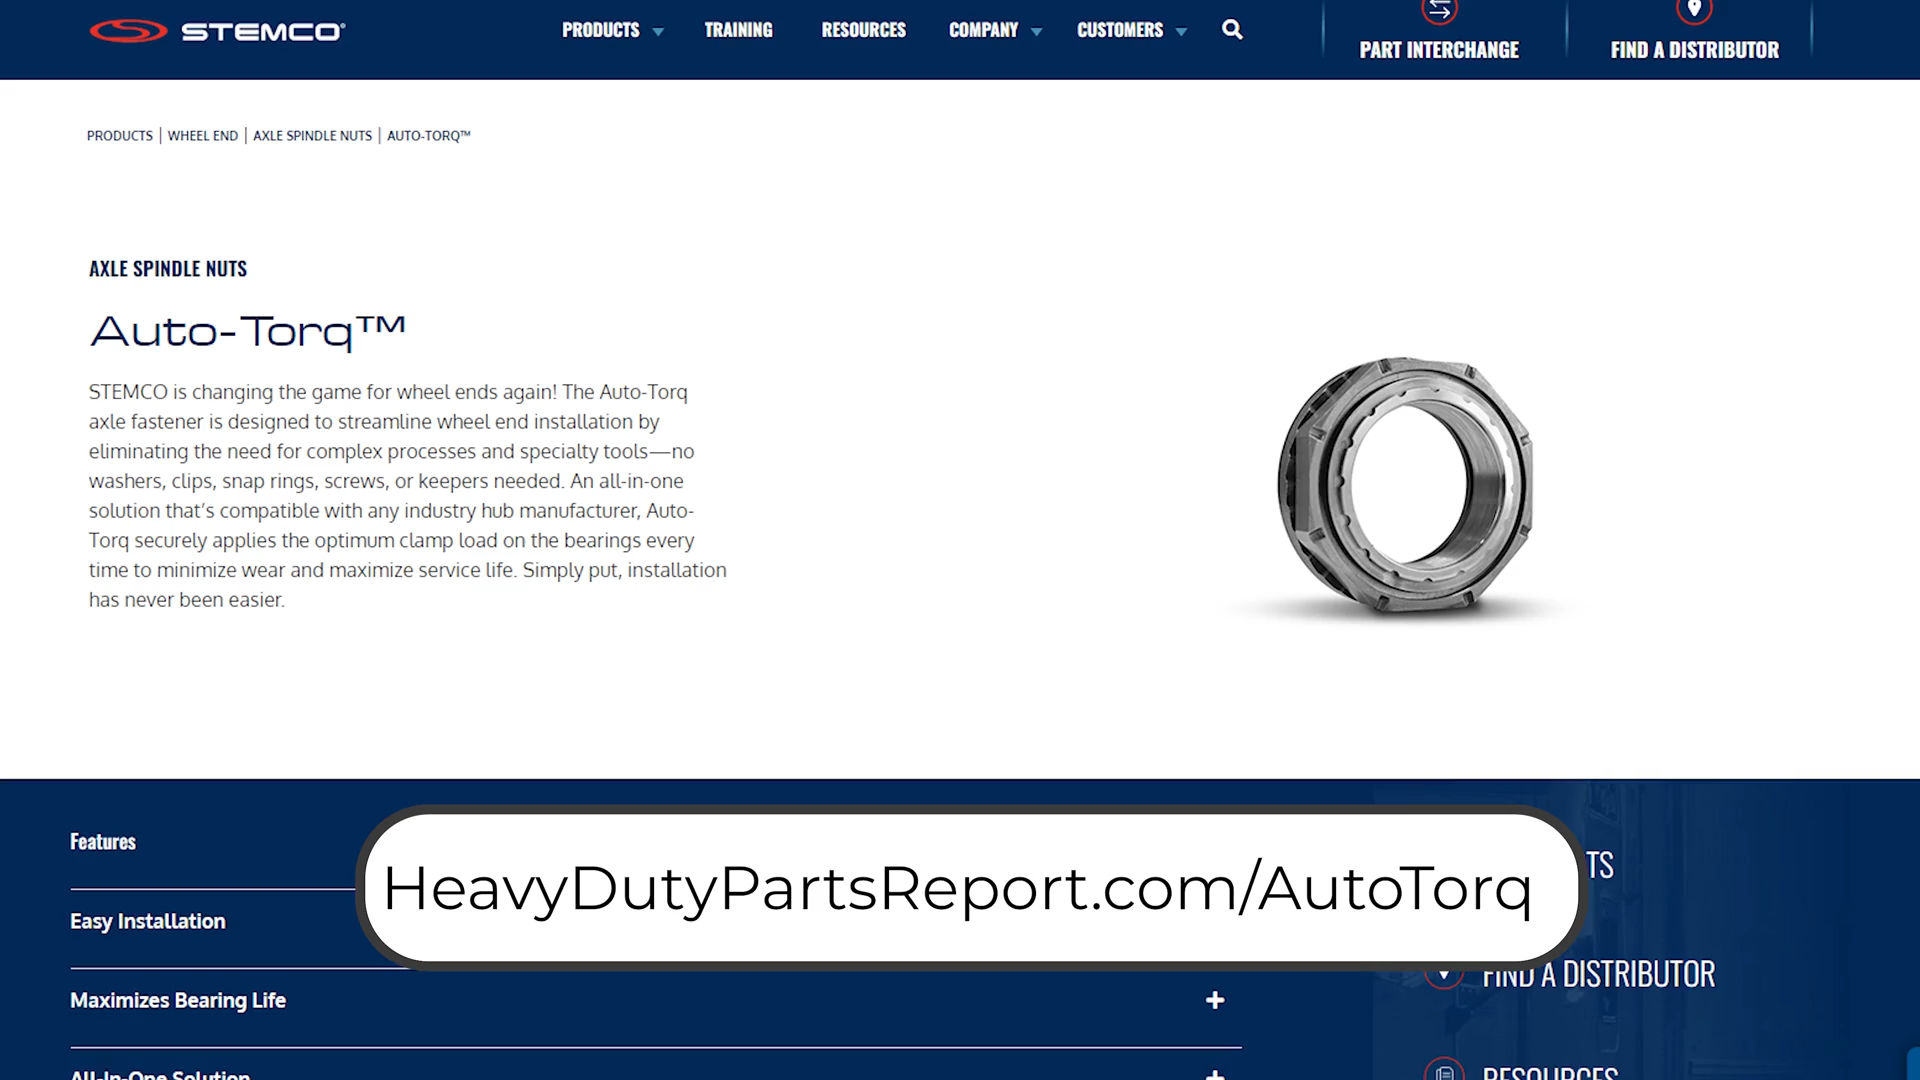 STEMCO
PRODUCTS TRAINING RESOURCES COMPANY CUSTOMERS
PART INTERCHANGE
FIND A DISTRIBUTOR
PRODUCTS | WHEEL END | AXLE SPINDLE NUTS | AUTO-TORQ™
AXLE SPINDLE NUTS
Auto-Torq™
STEMCO is changing the game for wheel ends again! The Auto-Torq
axle fastener is designed to streamline wheel end installation by
eliminating the need for complex processes and specialty tools—no
washers, clips, snap rings, screws, or keepers needed. An all-in-one
solution that’s compatible with any industry hub manufacturer, Auto-
Torq securely applies the optimum clamp load on the bearings every
time to minimize wear and maximize service life. Simply put, installation
has never been easier.
Features
HeavyDutyPartsReport.com/AutoTorq
Easy Installation
FIND A DISTRIBUTOR
Maximizes Bearing Life +
All-In-One Solution +
RESOURCES